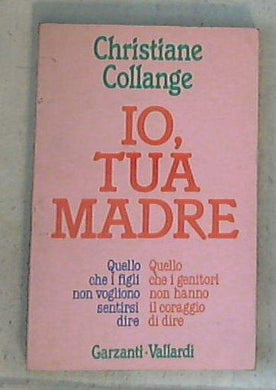 Christiane
Collange
IO,
TUA
MADRE
Quello
che i figli
non vogliono
sentirsi
dire
Quello
che i genitori
non hanno
il coraggio
di dire
Garzanti•Vallardi